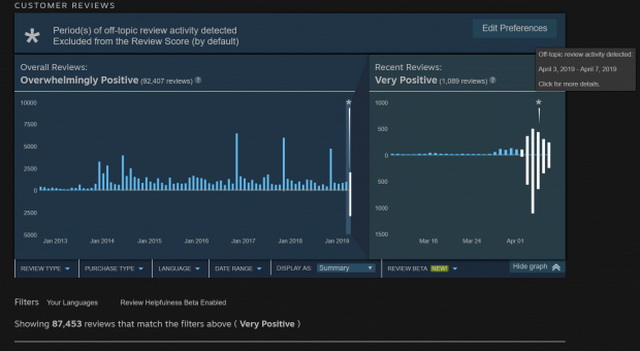 CUSTOMER REVIEWS
* Period(s) of off-topic review activity detected
Excluded from the Review Score (by default)
Edit Preferences
Off-topic review activity detected
April 3, 2019 - April 7, 2019
Click for more details.
Overall Reviews:
Overwhelmingly Positive (92,407 reviews) ?
10000
7500
5000
2500
0
2500
5000
*
Jan 2013 Jan 2014 Jan 2015 Jan 2016 Jan 2017 Jan 2018 Jan 2019
Recent Reviews:
Very Positive (1,089 reviews) ?
1000
500
0
500
1000
1500
*
Mar 16 Mar 24 Apr 01
REVIEW TYPE PURCHASE TYPE LANGUAGE DATE RANGE DISPLAY AS: Summary REVIEW BETA NEW! Hide graph
Filters Your Languages Review Helpfulness Beta Enabled
Showing 87,453 reviews that match the filters above ( Very Positive )